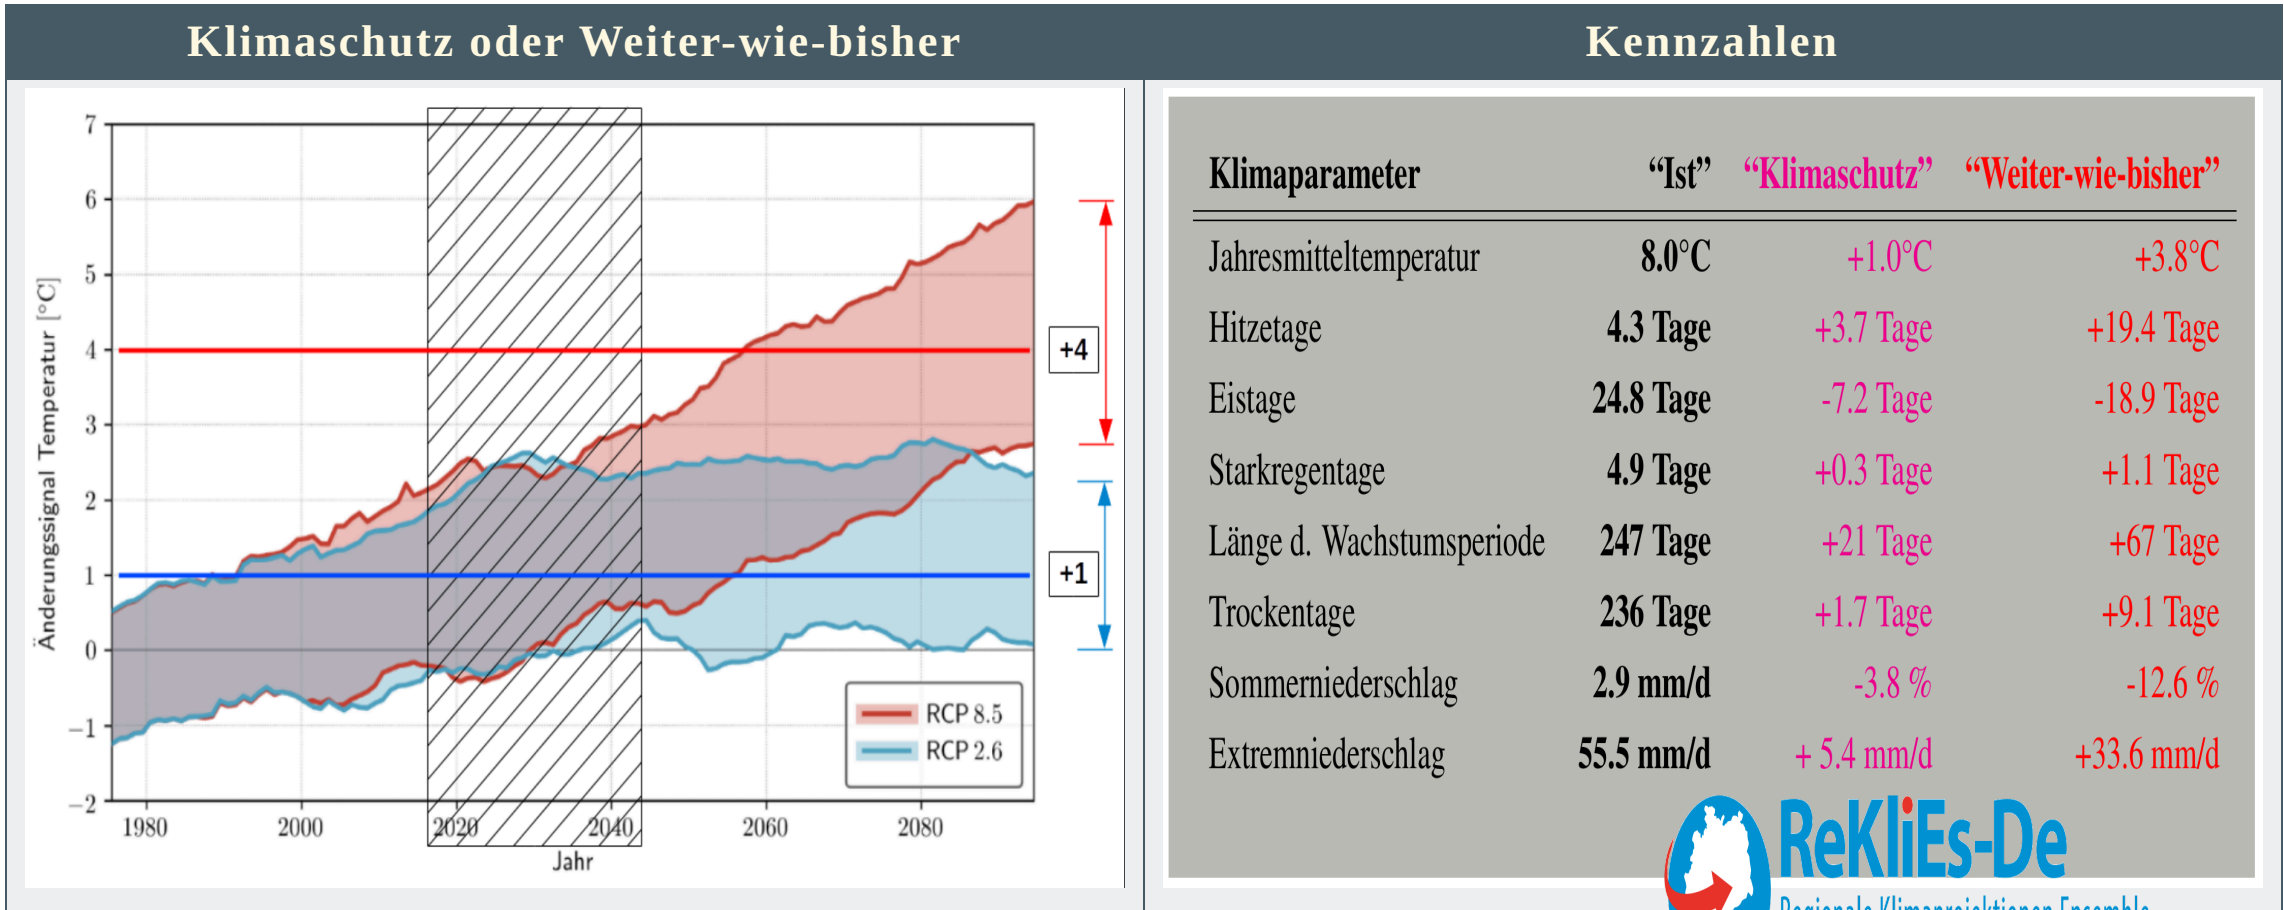 Klimaschutz oder Weiter-wie-bisher
Kennzahlen
7
6
5
4
3
2
1
0
−1
−2
Änderungssignal Temperatur [°C]
1980 2000 2020 2040 2060 2080
Jahr
+4
+1
RCP 8.5
RCP 2.6
Klimaparameter “Ist” “Klimaschutz” “Weiter-wie-bisher”
Jahresmitteltemperatur 8.0°C +1.0°C +3.8°C
Hitzetage 4.3 Tage +3.7 Tage +19.4 Tage
Eistage 24.8 Tage -7.2 Tage -18.9 Tage
Starkregentage 4.9 Tage +0.3 Tage +1.1 Tage
Länge d. Wachstumsperiode 247 Tage +21 Tage +67 Tage
Trockentage 236 Tage +1.7 Tage +9.1 Tage
Sommerniederschlag 2.9 mm/d -3.8 % -12.6 %
Extremniederschlag 55.5 mm/d + 5.4 mm/d +33.6 mm/d
ReKliEs-De
Regionale Klimaprojektionen Ensemble